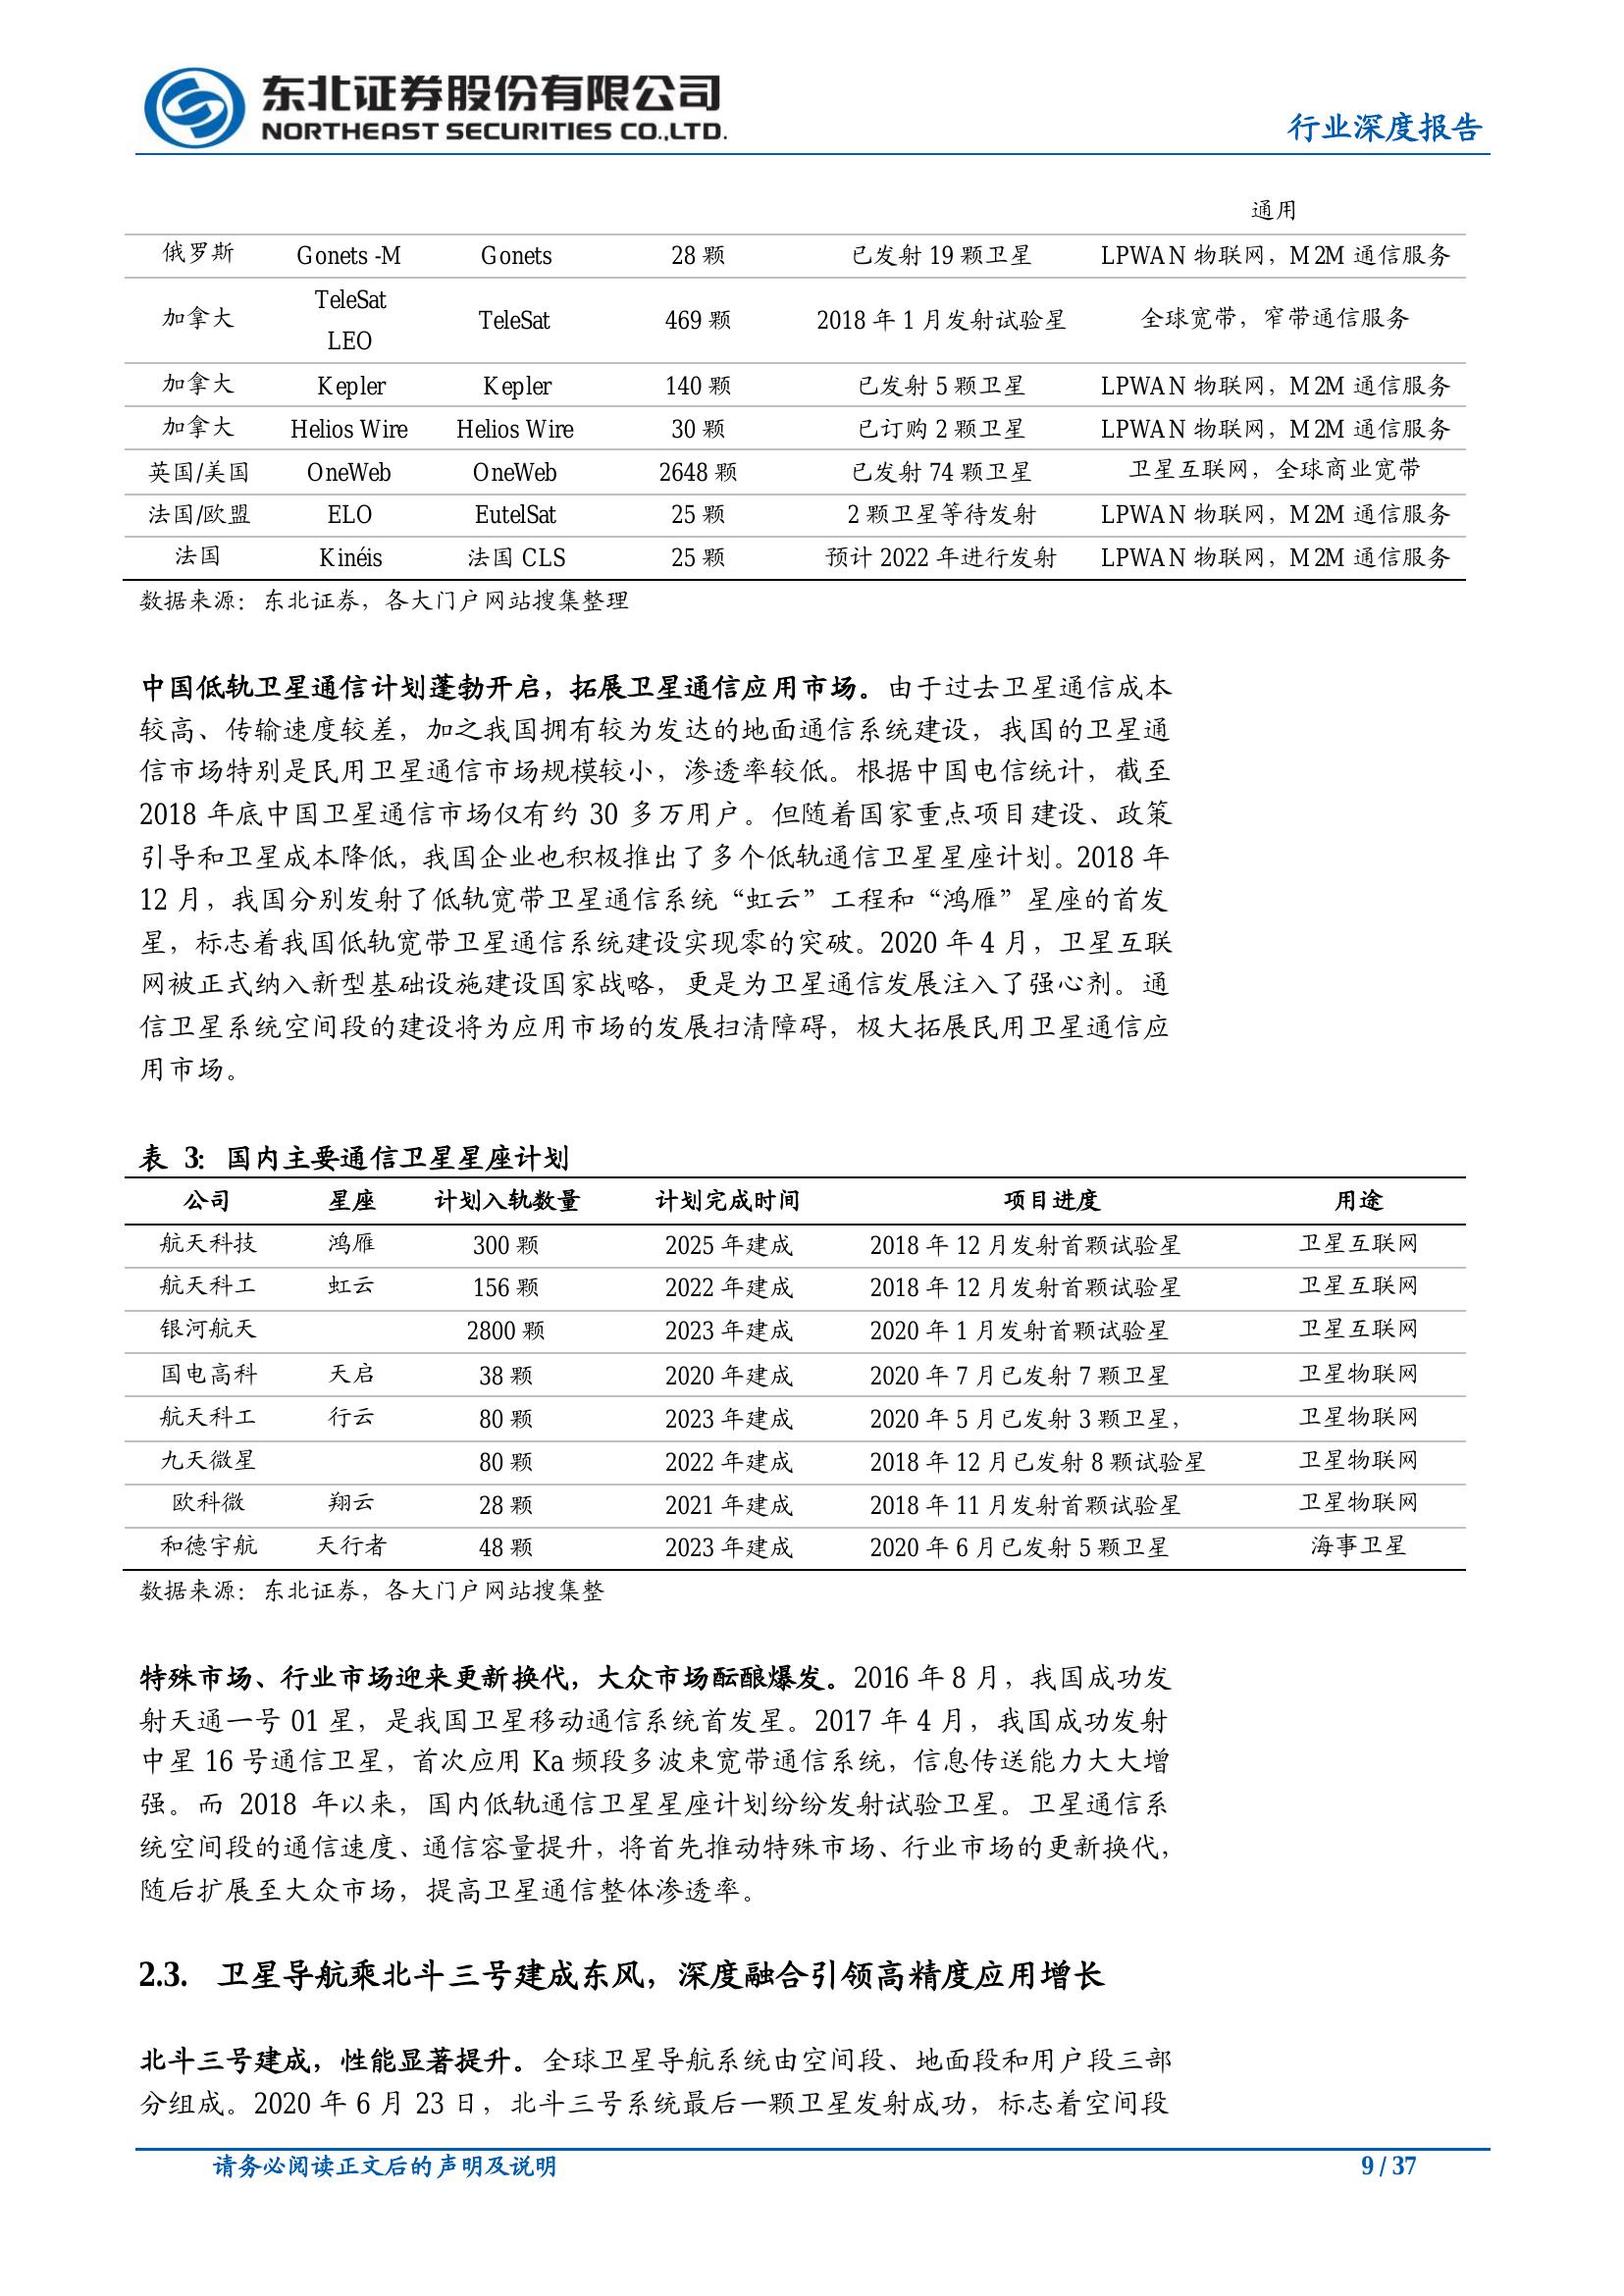 东北证券股份有限公司
NORTHEAST SECURITIES CO.,LTD.
行业深度报告
通用
俄罗斯 Gonets -M Gonets 28 颗 已发射 19 颗卫星 LPWAN 物联网，M2M 通信服务
加拿大 TeleSat LEO TeleSat 469 颗 2018 年 1 月发射试验星 全球宽带，窄带通信服务
加拿大 Kepler Kepler 140 颗 已发射 5 颗卫星 LPWAN 物联网，M2M 通信服务
加拿大 Helios Wire Helios Wire 30 颗 已订购 2 颗卫星 LPWAN 物联网，M2M 通信服务
英国/美国 OneWeb OneWeb 2648 颗 已发射 74 颗卫星 卫星互联网，全球商业宽带
法国/欧盟 ELO EutelSat 25 颗 2 颗卫星等待发射 LPWAN 物联网，M2M 通信服务
法国 Kinéis 法国 CLS 25 颗 预计 2022 年进行发射 LPWAN 物联网，M2M 通信服务
数据来源：东北证券，各大门户网站搜集整理
中国低轨卫星通信计划蓬勃开启，拓展卫星通信应用市场。由于过去卫星通信成本
较高、传输速度较差，加之我国拥有较为发达的地面通信系统建设，我国的卫星通
信市场特别是民用卫星通信市场规模较小，渗透率较低。根据中国电信统计，截至
2018 年底中国卫星通信市场仅有约 30 多万用户。但随着国家重点项目建设、政策
引导和卫星成本降低，我国企业也积极推出了多个低轨通信卫星星座计划。2018 年
12 月，我国分别发射了低轨宽带卫星通信系统“虹云”工程和“鸿雁”星座的首发
星，标志着我国低轨宽带卫星通信系统建设实现零的突破。2020 年 4 月，卫星互联
网被正式纳入新型基础设施建设国家战略，更是为卫星通信发展注入了强心剂。通
信卫星系统空间段的建设将为应用市场的发展扫清障碍，极大拓展民用卫星通信应
用市场。
表 3：国内主要通信卫星星座计划
公司 星座 计划入轨数量 计划完成时间 项目进度 用途
航天科技 鸿雁 300 颗 2025 年建成 2018 年 12 月发射首颗试验星 卫星互联网
航天科工 虹云 156 颗 2022 年建成 2018 年 12 月发射首颗试验星 卫星互联网
银河航天 2800 颗 2023 年建成 2020 年 1 月发射首颗试验星 卫星互联网
国电高科 天启 38 颗 2020 年建成 2020 年 7 月已发射 7 颗卫星 卫星物联网
航天科工 行云 80 颗 2023 年建成 2020 年 5 月已发射 3 颗卫星， 卫星物联网
九天微星 80 颗 2022 年建成 2018 年 12 月已发射 8 颗试验星 卫星物联网
欧科微 翔云 28 颗 2021 年建成 2018 年 11 月发射首颗试验星 卫星物联网
和德宇航 天行者 48 颗 2023 年建成 2020 年 6 月已发射 5 颗卫星 海事卫星
数据来源：东北证券，各大门户网站搜集整
特殊市场、行业市场迎来更新换代，大众市场酝酿爆发。2016 年 8 月，我国成功发
射天通一号 01 星，是我国卫星移动通信系统首发星。2017 年 4 月，我国成功发射
中星 16 号通信卫星，首次应用 Ka 频段多波束宽带通信系统，信息传送能力大大增
强。而 2018 年以来，国内低轨通信卫星星座计划纷纷发射试验卫星。卫星通信系
统空间段的通信速度、通信容量提升，将首先推动特殊市场、行业市场的更新换代，
随后扩展至大众市场，提高卫星通信整体渗透率。
2.3. 卫星导航乘北斗三号建成东风，深度融合引领高精度应用增长
北斗三号建成，性能显著提升。全球卫星导航系统由空间段、地面段和用户段三部
分组成。2020 年 6 月 23 日，北斗三号系统最后一颗卫星发射成功，标志着空间段
请务必阅读正文后的声明及说明
9 / 37